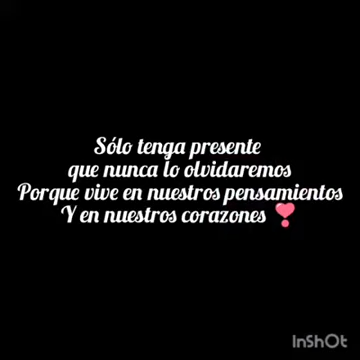 Sólo tenga presente
que nunca lo olvidaremos
Porque vive en nuestros pensamientos
Y en nuestros corazones ❣️
InShOt